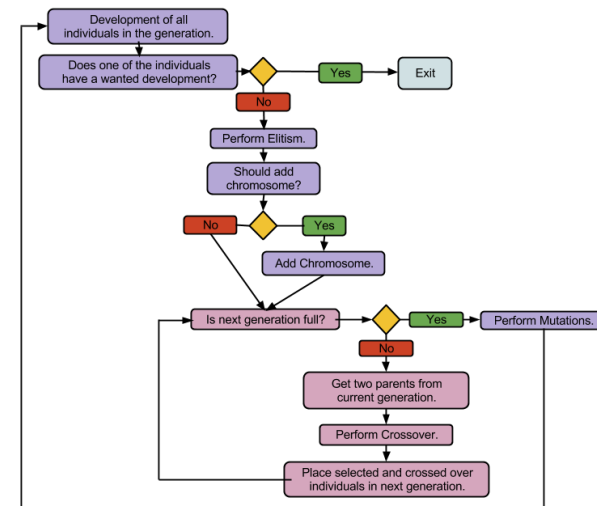 Development of all
individuals in the generation.
Does one of the individuals
have a wanted development?
Yes
Exit
No
Perform Elitism.
Should add
chromosome?
No
Yes
Add Chromosome.
Is next generation full?
Yes
Perform Mutations.
No
Get two parents from
current generation.
Perform Crossover.
Place selected and crossed over
individuals in next generation.